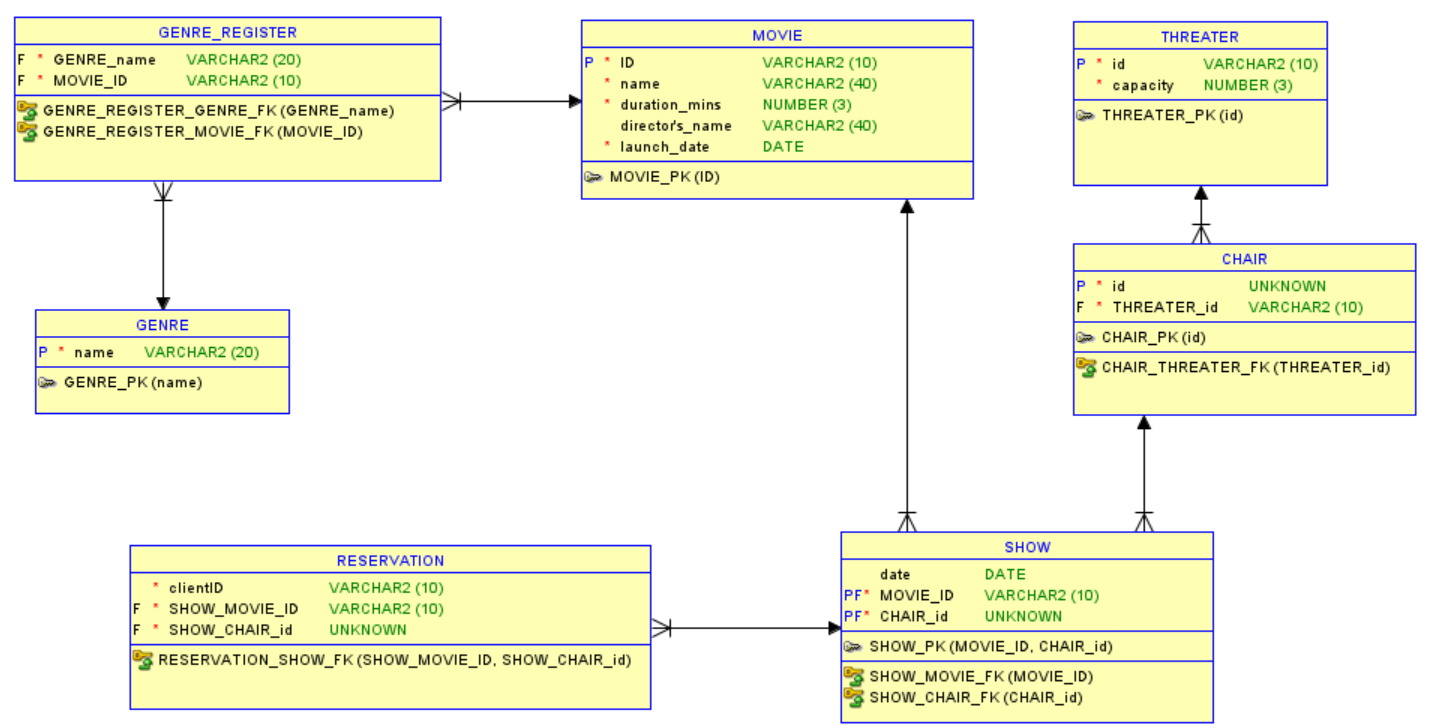 GENRE_REGISTER
F * GENRE_name VARCHAR2 (20)
F * MOVIE_ID VARCHAR2 (10)
GENRE_REGISTER_GENRE_FK (GENRE_name)
GENRE_REGISTER_MOVIE_FK (MOVIE_ID)
MOVIE
P * ID VARCHAR2 (10)
* name VARCHAR2 (40)
* duration_mins NUMBER (3)
director's_name VARCHAR2 (40)
* launch_date DATE
MOVIE_PK (ID)
THREATER
P * id VARCHAR2 (10)
* capacity NUMBER (3)
THREATER_PK (id)
CHAIR
P * id UNKNOWN
F * THREATER_id VARCHAR2 (10)
CHAIR_PK (id)
CHAIR_THREATER_FK (THREATER_id)
GENRE
P * name VARCHAR2 (20)
GENRE_PK (name)
RESERVATION
* clientID VARCHAR2 (10)
F * SHOW_MOVIE_ID VARCHAR2 (10)
F * SHOW_CHAIR_id UNKNOWN
RESERVATION_SHOW_FK (SHOW_MOVIE_ID, SHOW_CHAIR_id)
SHOW
date DATE
PF* MOVIE_ID VARCHAR2 (10)
PF* CHAIR_id UNKNOWN
SHOW_PK (MOVIE_ID, CHAIR_id)
SHOW_MOVIE_FK (MOVIE_ID)
SHOW_CHAIR_FK (CHAIR_id)